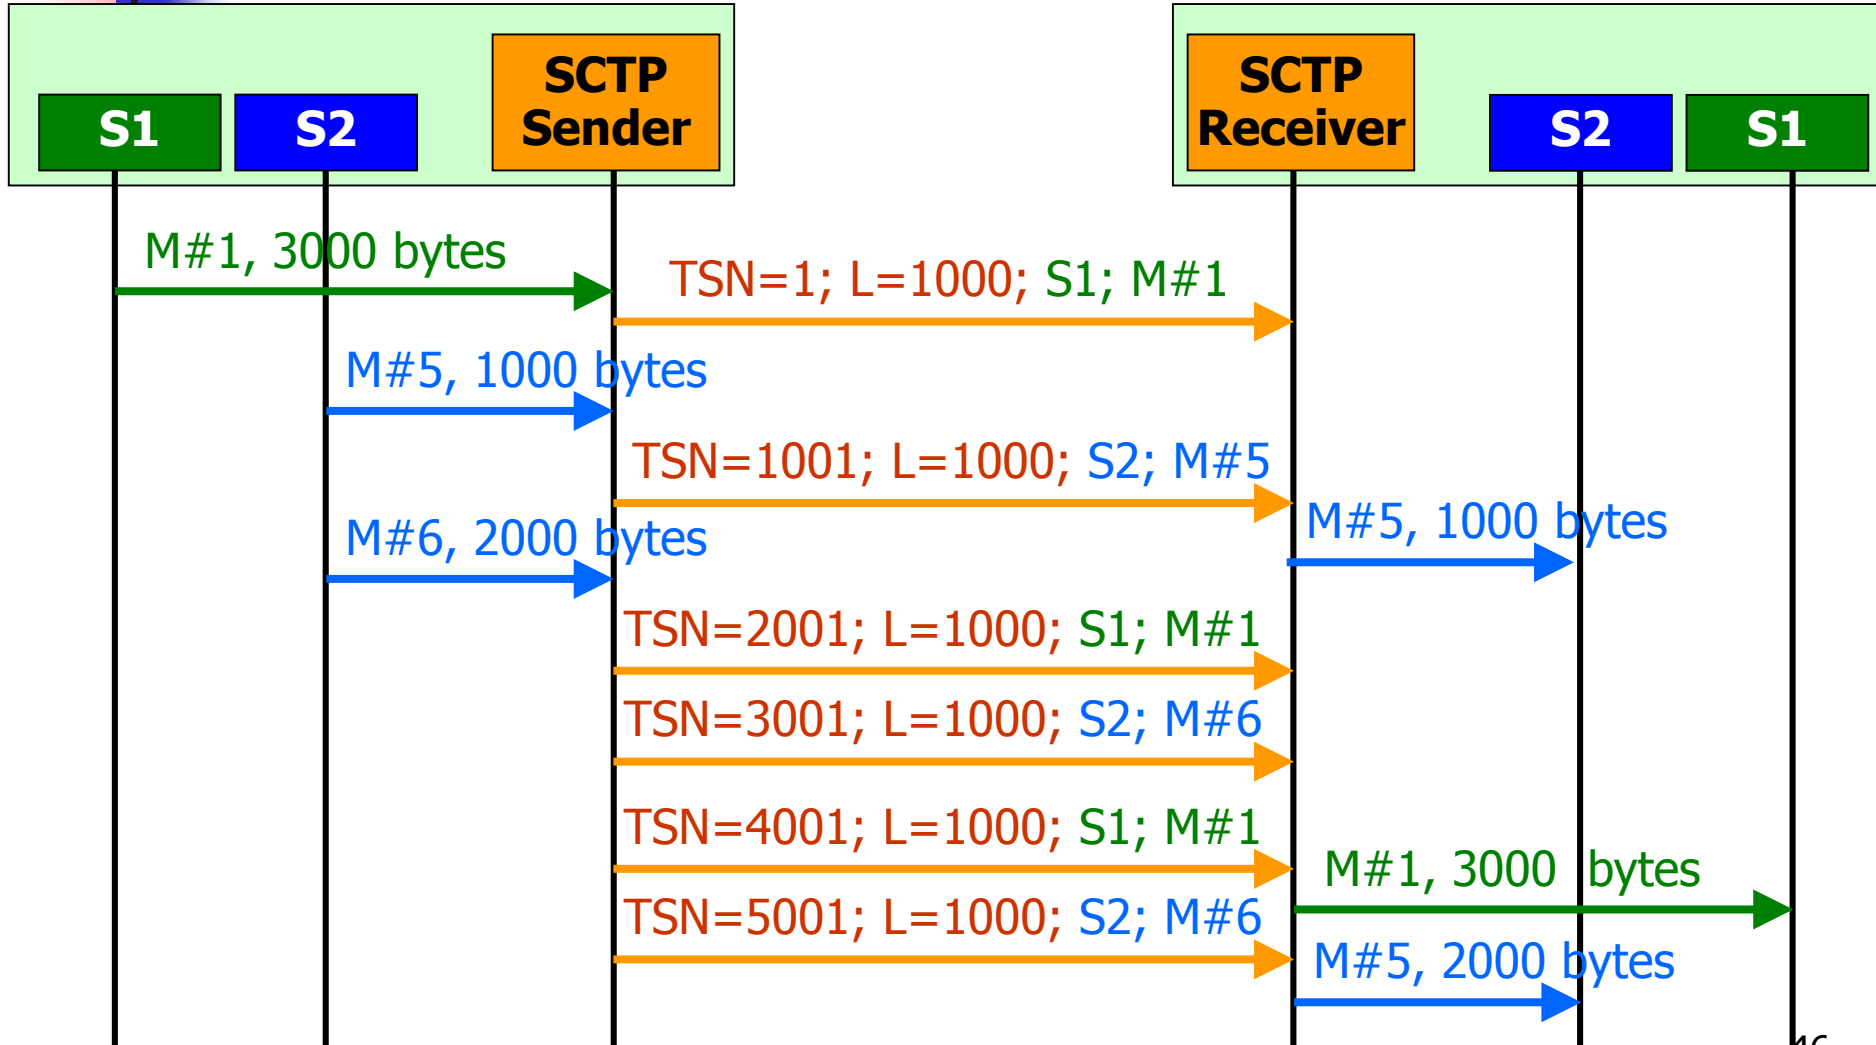 SCTP
Sender
S1
S2
SCTP
Receiver
S2
S1
M#1, 3000 bytes
TSN=1; L=1000; S1; M#1
M#5, 1000 bytes
TSN=1001; L=1000; S2; M#5
M#5, 1000 bytes
M#6, 2000 bytes
TSN=2001; L=1000; S1; M#1
TSN=3001; L=1000; S2; M#6
TSN=4001; L=1000; S1; M#1
M#1, 3000 bytes
TSN=5001; L=1000; S2; M#6
M#5, 2000 bytes